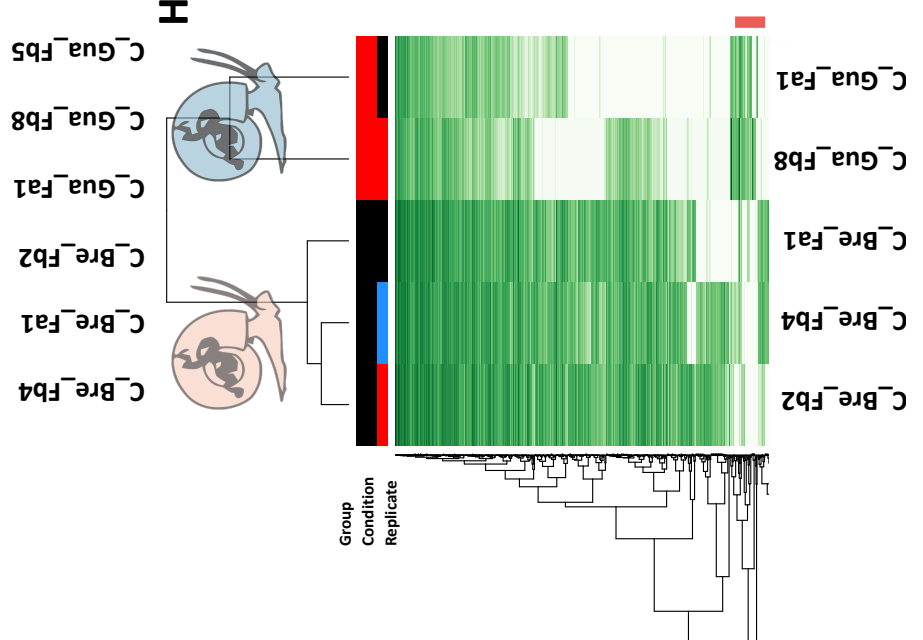 H
C_Gua_Fb5
C_Gua_Fb8
C_Gua_Fa1
C_Bre_Fb2
C_Bre_Fa1
C_Bre_Fb4
C_Gua_Fa1
C_Gua_Fb8
C_Bre_Fa1
C_Bre_Fb4
C_Bre_Fb2
Group
Condition
Replicate